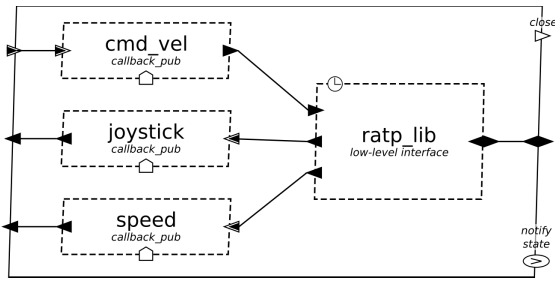 close
cmd_vel
callback_pub
joystick
callback_pub
ratp_lib
low-level interface
speed
callback_pub
notify
state